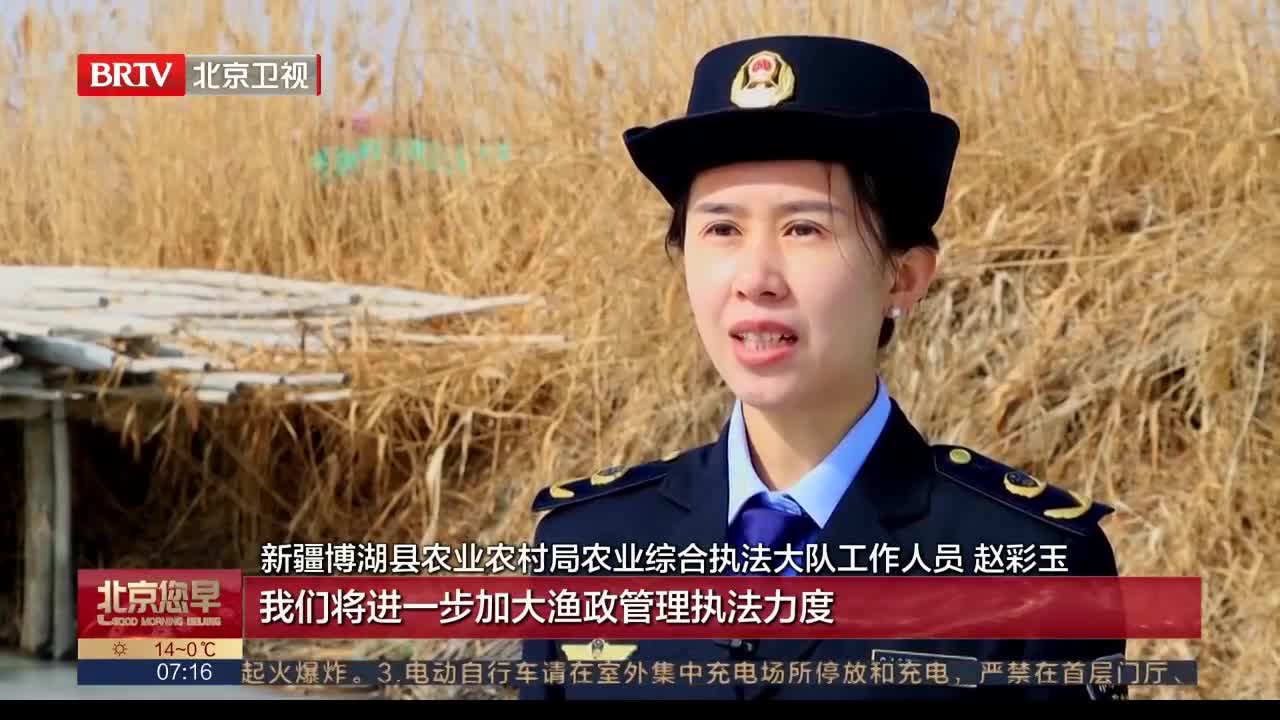 BRTV 北京卫视
新疆博湖县农业农村局农业综合执法大队工作人员 赵彩玉
北京您早
GOOD MORNING BEIJING
我们将进一步加大渔政管理执法力度
14~0℃
07:16
起火爆炸。3.电动自行车请在室外集中充电场所停放和充电，严禁在首层门厅、